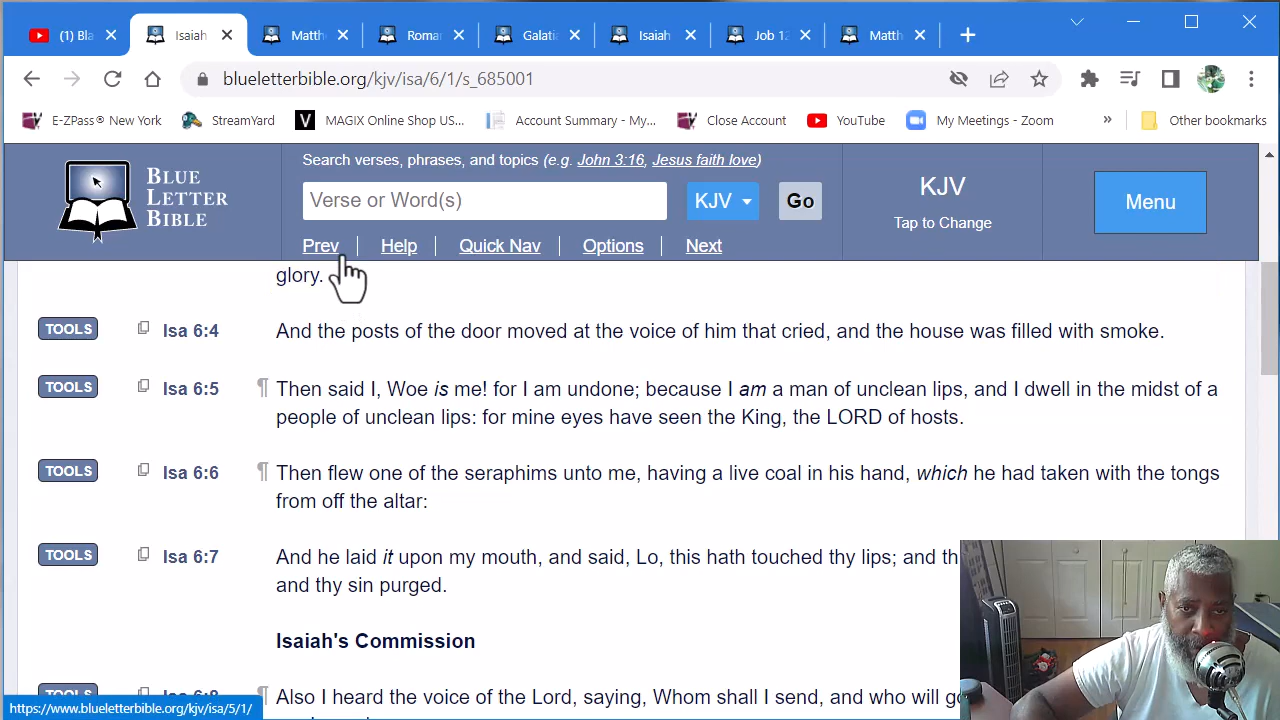 (1) Bla
Isaiah
Matth
Roma
Galatia
Isaiah
Job 12
Matth
blueletterbible.org/kjv/isa/6/1/s_685001
E-ZPass® New York
StreamYard
MAGIX Online Shop US...
Account Summary - My...
Close Account
YouTube
My Meetings - Zoom
»
Other bookmarks
BLUE
LETTER
BIBLE
Search verses, phrases, and topics (e.g. John 3:16, Jesus faith love)
Verse or Word(s)
KJV
Go
Prev | Help | Quick Nav | Options | Next
KJV
Tap to Change
Menu
glory.
TOOLS Isa 6:4 And the posts of the door moved at the voice of him that cried, and the house was filled with smoke.
TOOLS Isa 6:5 ¶ Then said I, Woe is me! for I am undone; because I am a man of unclean lips, and I dwell in the midst of a
people of unclean lips: for mine eyes have seen the King, the LORD of hosts.
TOOLS Isa 6:6 ¶ Then flew one of the seraphims unto me, having a live coal in his hand, which he had taken with the tongs
from off the altar:
TOOLS Isa 6:7 And he laid it upon my mouth, and said, Lo, this hath touched thy lips; and th
and thy sin purged.
Isaiah's Commission
TOOLS Isa 6:8 ¶ Also I heard the voice of the Lord, saying, Whom shall I send, and who will go
https://www.blueletterbible.org/kjv/isa/5/1/